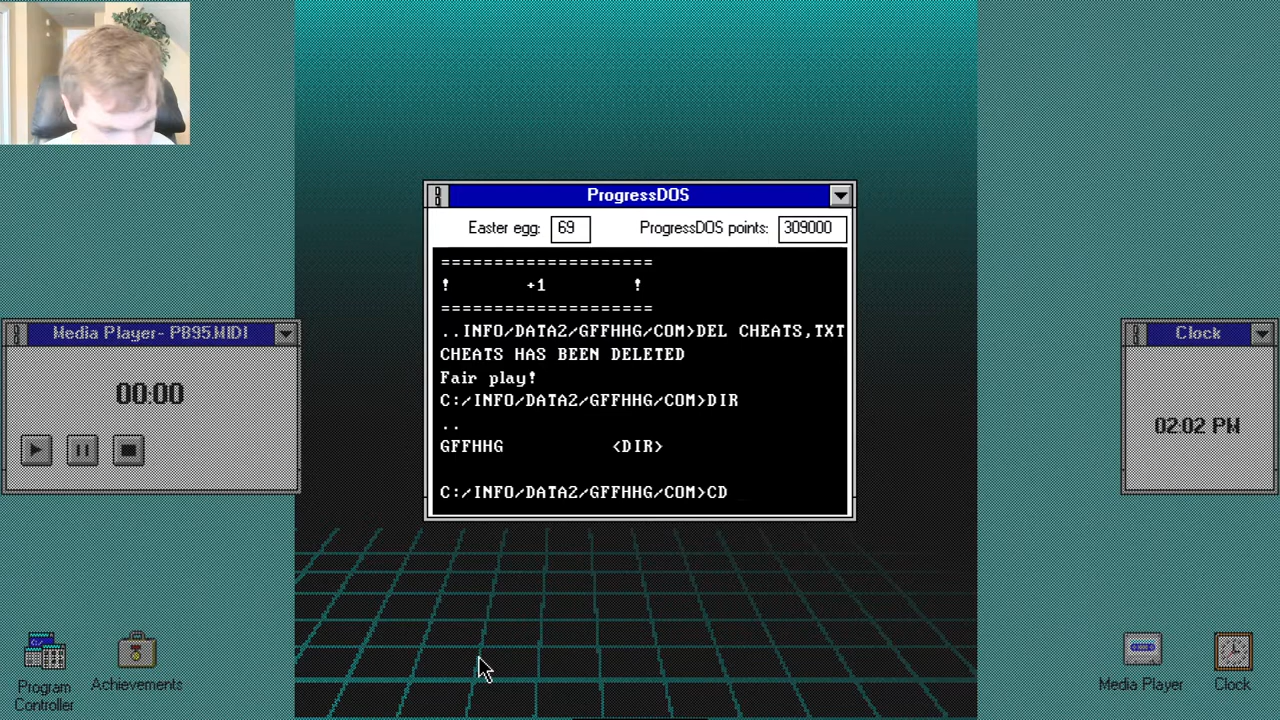 ProgressDOS
Easter egg: 69 ProgressDOS points: 309000
====================
! +1 !
====================
..INFO/DATA2/GFFHHG/COM>DEL CHEATS,TXT
CHEATS HAS BEEN DELETED
Fair play!
C:/INFO/DATA2/GFFHHG/COM>DIR
..
GFFHHG <DIR>
C:/INFO/DATA2/GFFHHG/COM>CD
Media Player- PB95.MIDI
00:00
Clock
02:02 PM
Program
Controller
Achievements
Media Player
Clock